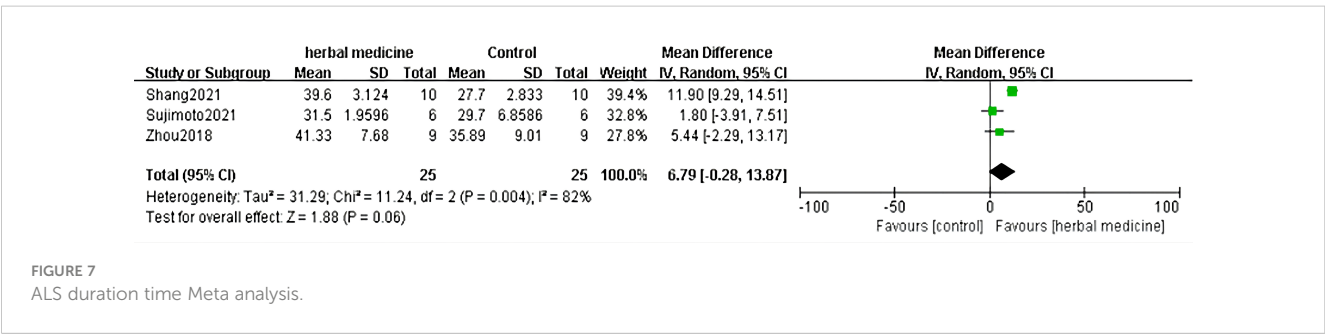 herbal medicine Control Mean Difference Mean Difference
Study or Subgroup Mean SD Total Mean SD Total Weight IV, Random, 95% CI IV, Random, 95% CI
Shang2021 39.6 3.124 10 27.7 2.833 10 39.4% 11.90 [9.29, 14.51]
Sujimoto2021 31.5 1.9596 6 29.7 6.8586 6 32.8% 1.80 [-3.91, 7.51]
Zhou2018 41.33 7.68 9 35.89 9.01 9 27.8% 5.44 [-2.29, 13.17]
Total (95% CI) 25 25 100.0% 6.79 [-0.28, 13.87]
Heterogeneity: Tau² = 31.29; Chi² = 11.24, df = 2 (P = 0.004); I² = 82%
Test for overall effect: Z = 1.88 (P = 0.06)
-100 -50 0 50 100
Favours [control] Favours [herbal medicine]
FIGURE 7
ALS duration time Meta analysis.